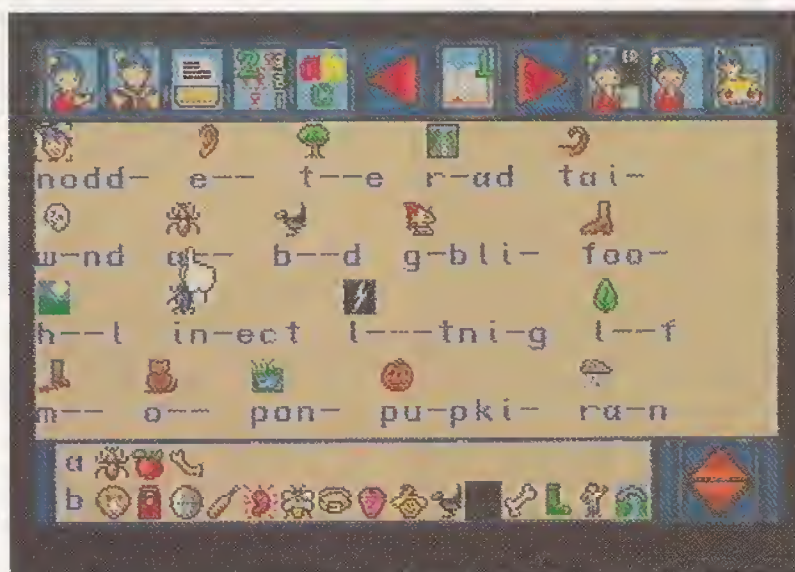 nodd- e-- t--e r-ad tai-
w-nd a-- b--d g-bli- foo-
h--l in-ect l---tni-g l--f
m-- o-- pon- pu-pki- ra-n
a
b